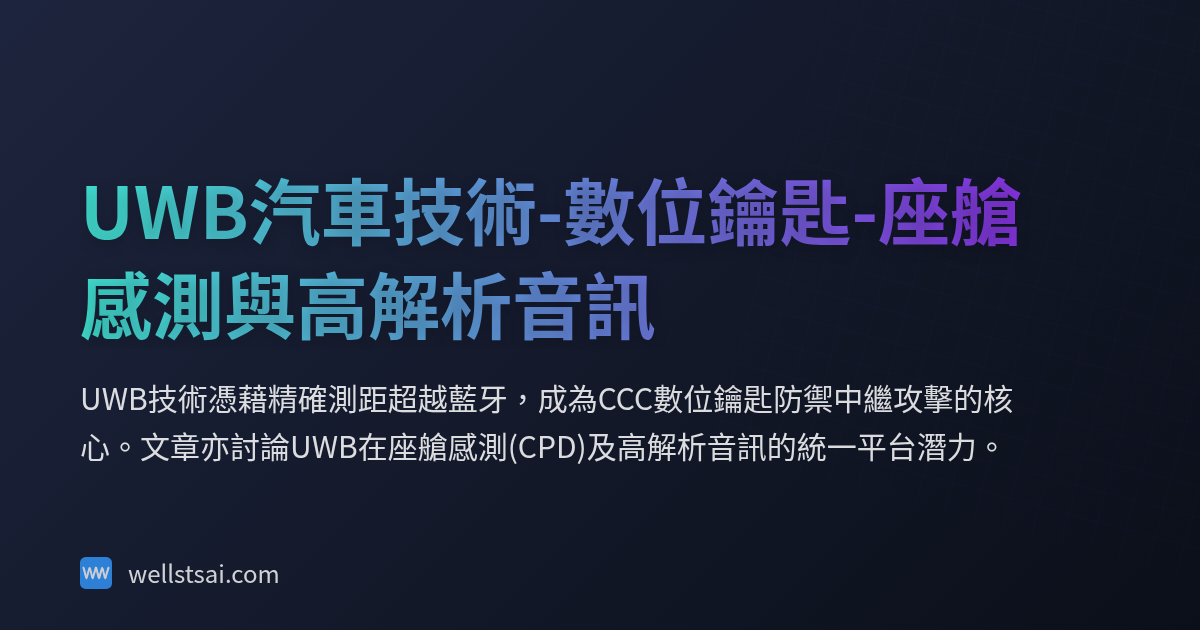 UWB汽車技術-數位鑰匙-座艙
感測與高解析音訊
UWB技術憑藉精確測距超越藍牙，成為CCC數位鑰匙防禦中繼攻擊的核
心。文章亦討論UWB在座艙感測(CPD)及高解析音訊的統一平台潛力。
wellstsai.com